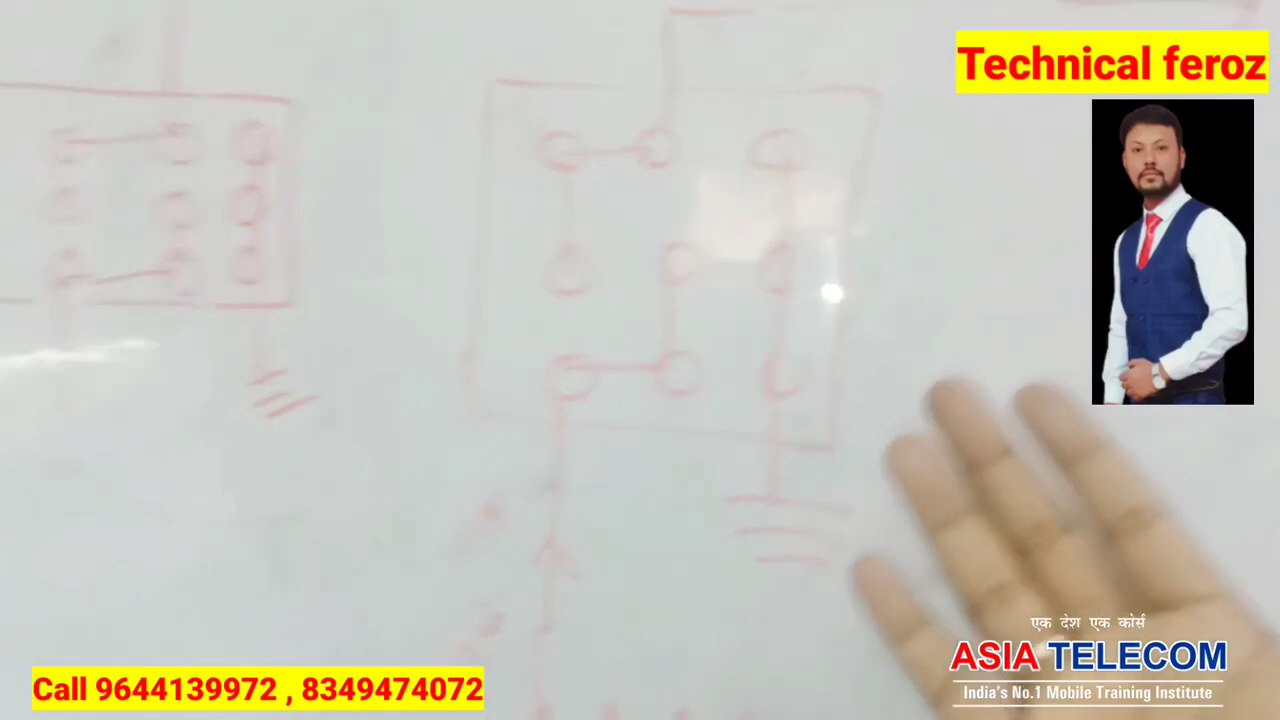 Technical feroz
एक देश एक कोर्स
ASIA TELECOM
India's No.1 Mobile Training Institute
Call 9644139972 , 8349474072